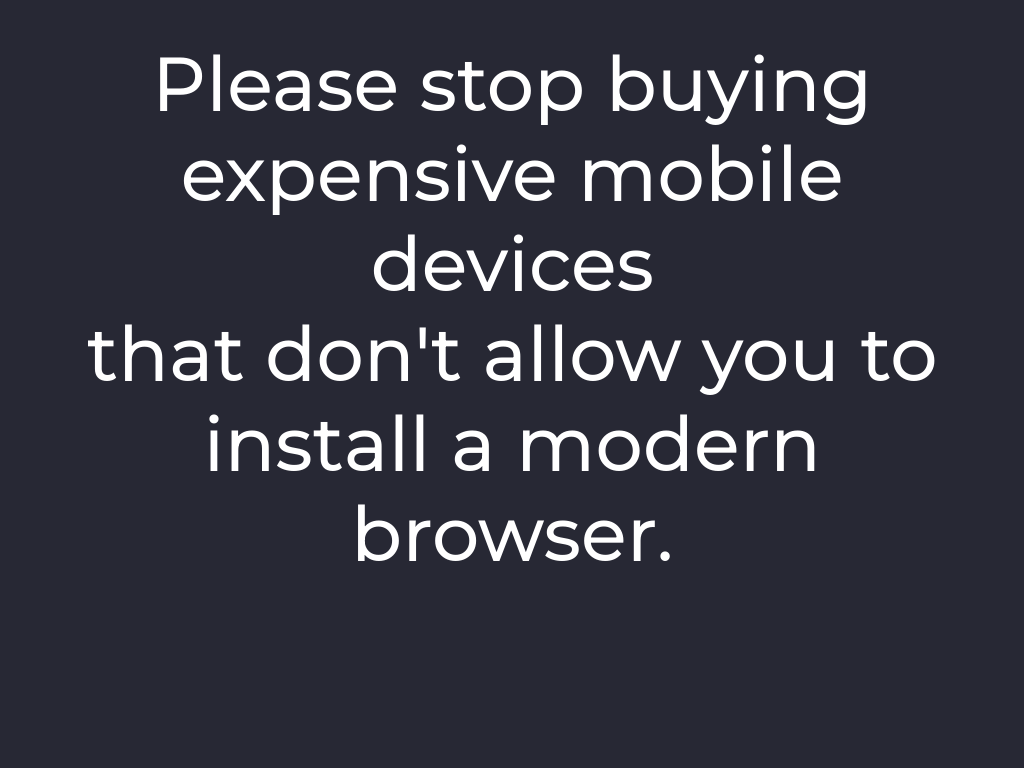 Please stop buying
expensive mobile
devices
that don't allow you to
install a modern
browser.